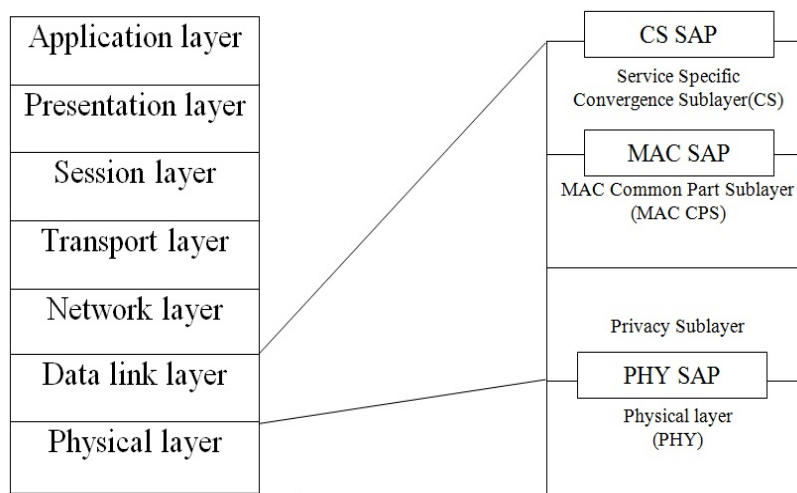 Application layer
Presentation layer
Session layer
Transport layer
Network layer
Data link layer
Physical layer
CS SAP
Service Specific
Convergence Sublayer(CS)
MAC SAP
MAC Common Part Sublayer
(MAC CPS)
Privacy Sublayer
PHY SAP
Physical layer
(PHY)